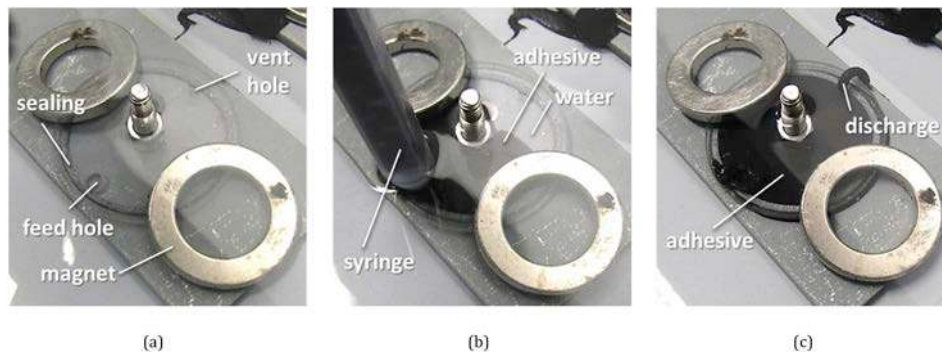 vent
hole
sealing
feed hole
magnet
adhesive
water
syringe
discharge
adhesive
(a)
(b)
(c)